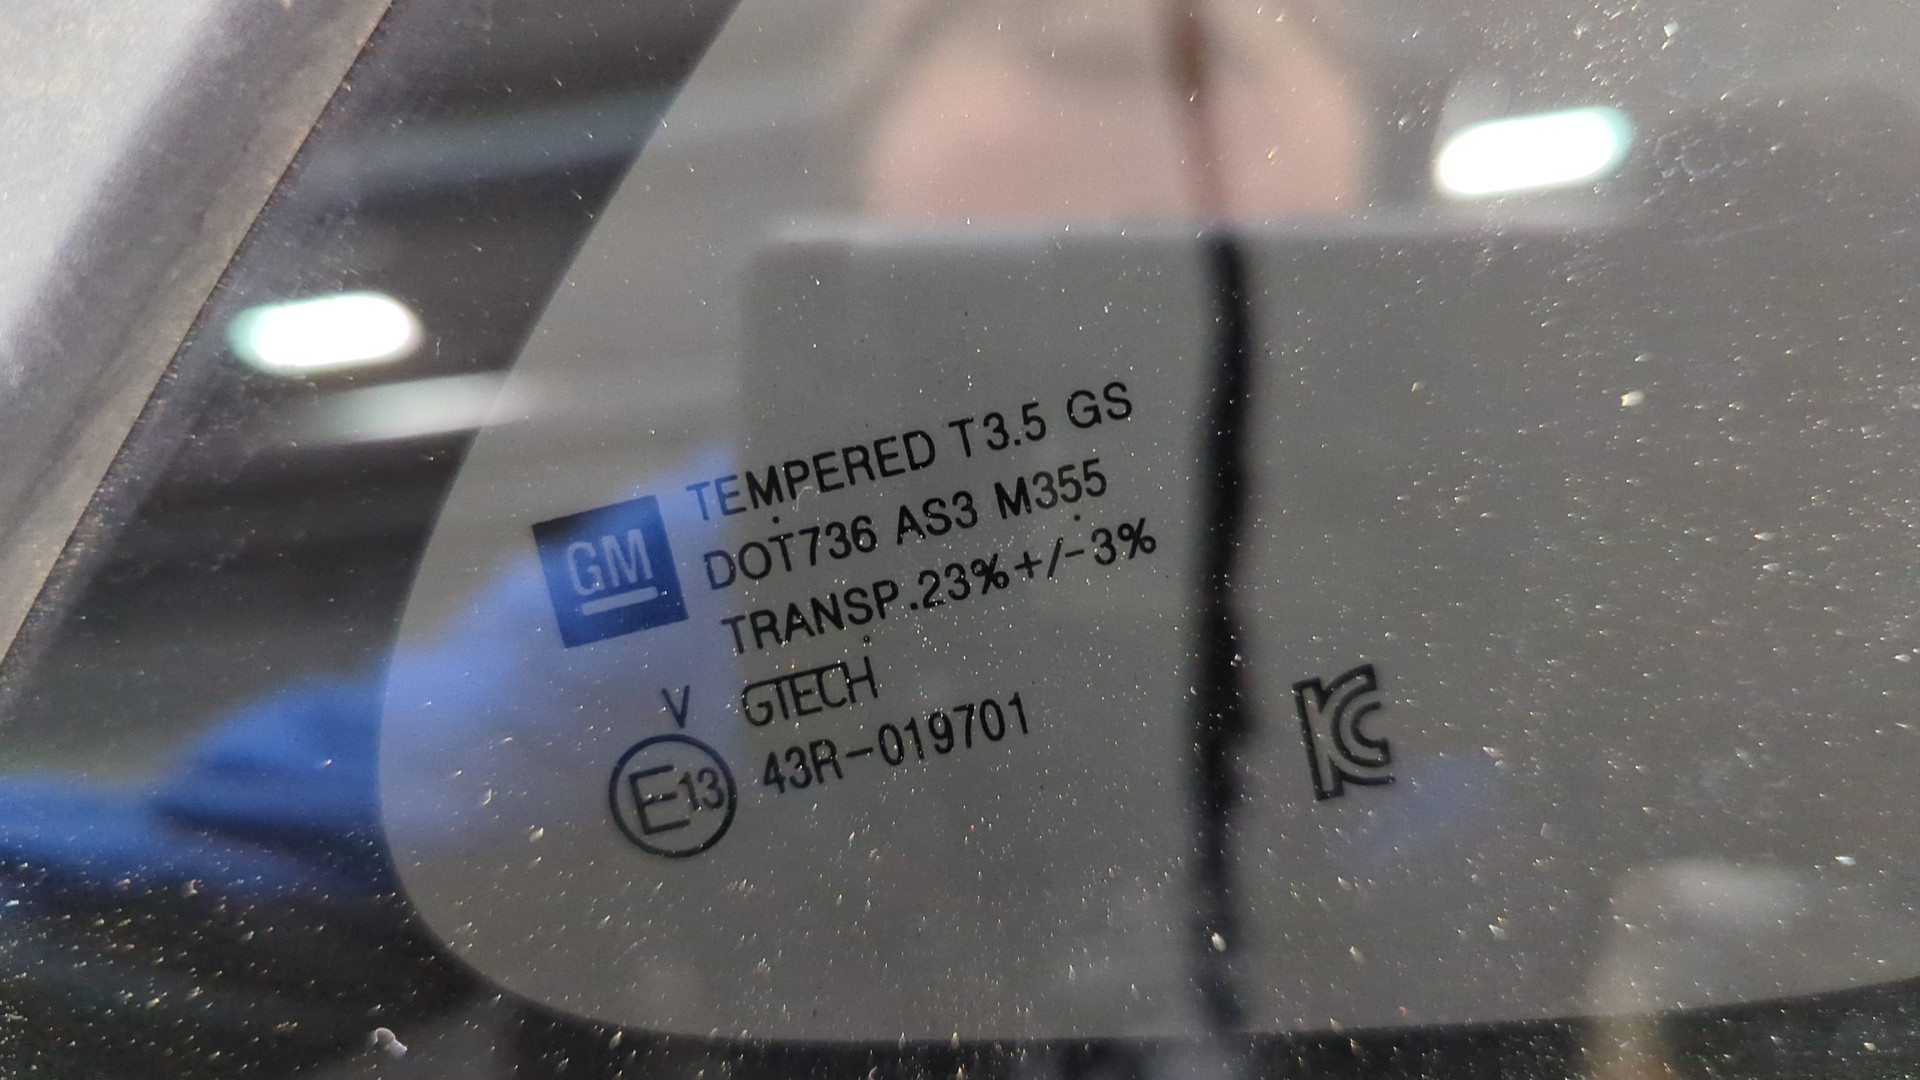 TEMPERED T3.5 GS
GM
DOT736 AS3 M355
TRANSP.23%+/-3%
V
GTECH
E13
43R-019701
KC